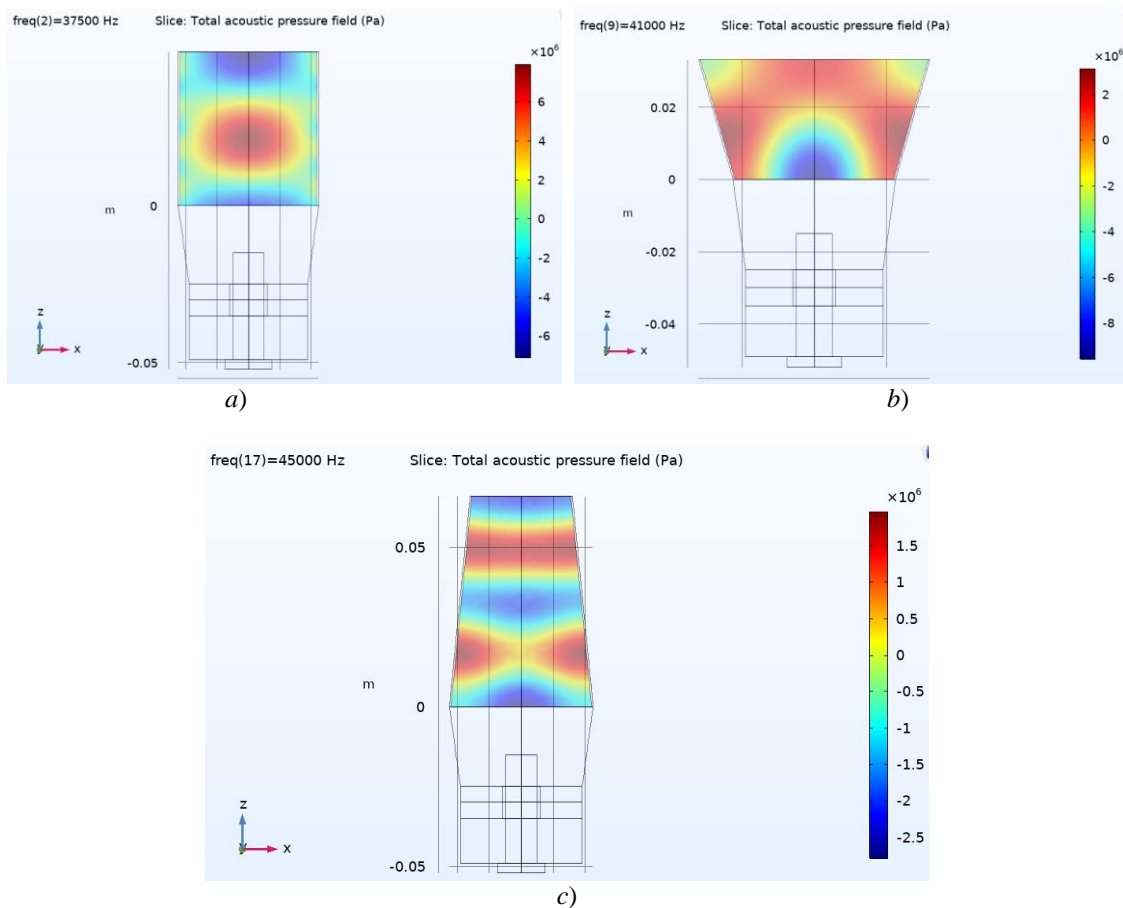 freq(2)=37500 Hz Slice: Total acoustic pressure field (Pa)
×10⁶
6
4
2
0
-2
-4
-6
m
0
-0.05
z
y
x
a)
freq(9)=41000 Hz Slice: Total acoustic pressure field (Pa)
×10⁶
2
0
-2
-4
-6
-8
0.02
0
m
-0.02
-0.04
z
y
x
b)
freq(17)=45000 Hz Slice: Total acoustic pressure field (Pa)
×10⁶
1.5
1
0.5
0
-0.5
-1
-1.5
-2
-2.5
0.05
m
0
-0.05
z
y
x
c)